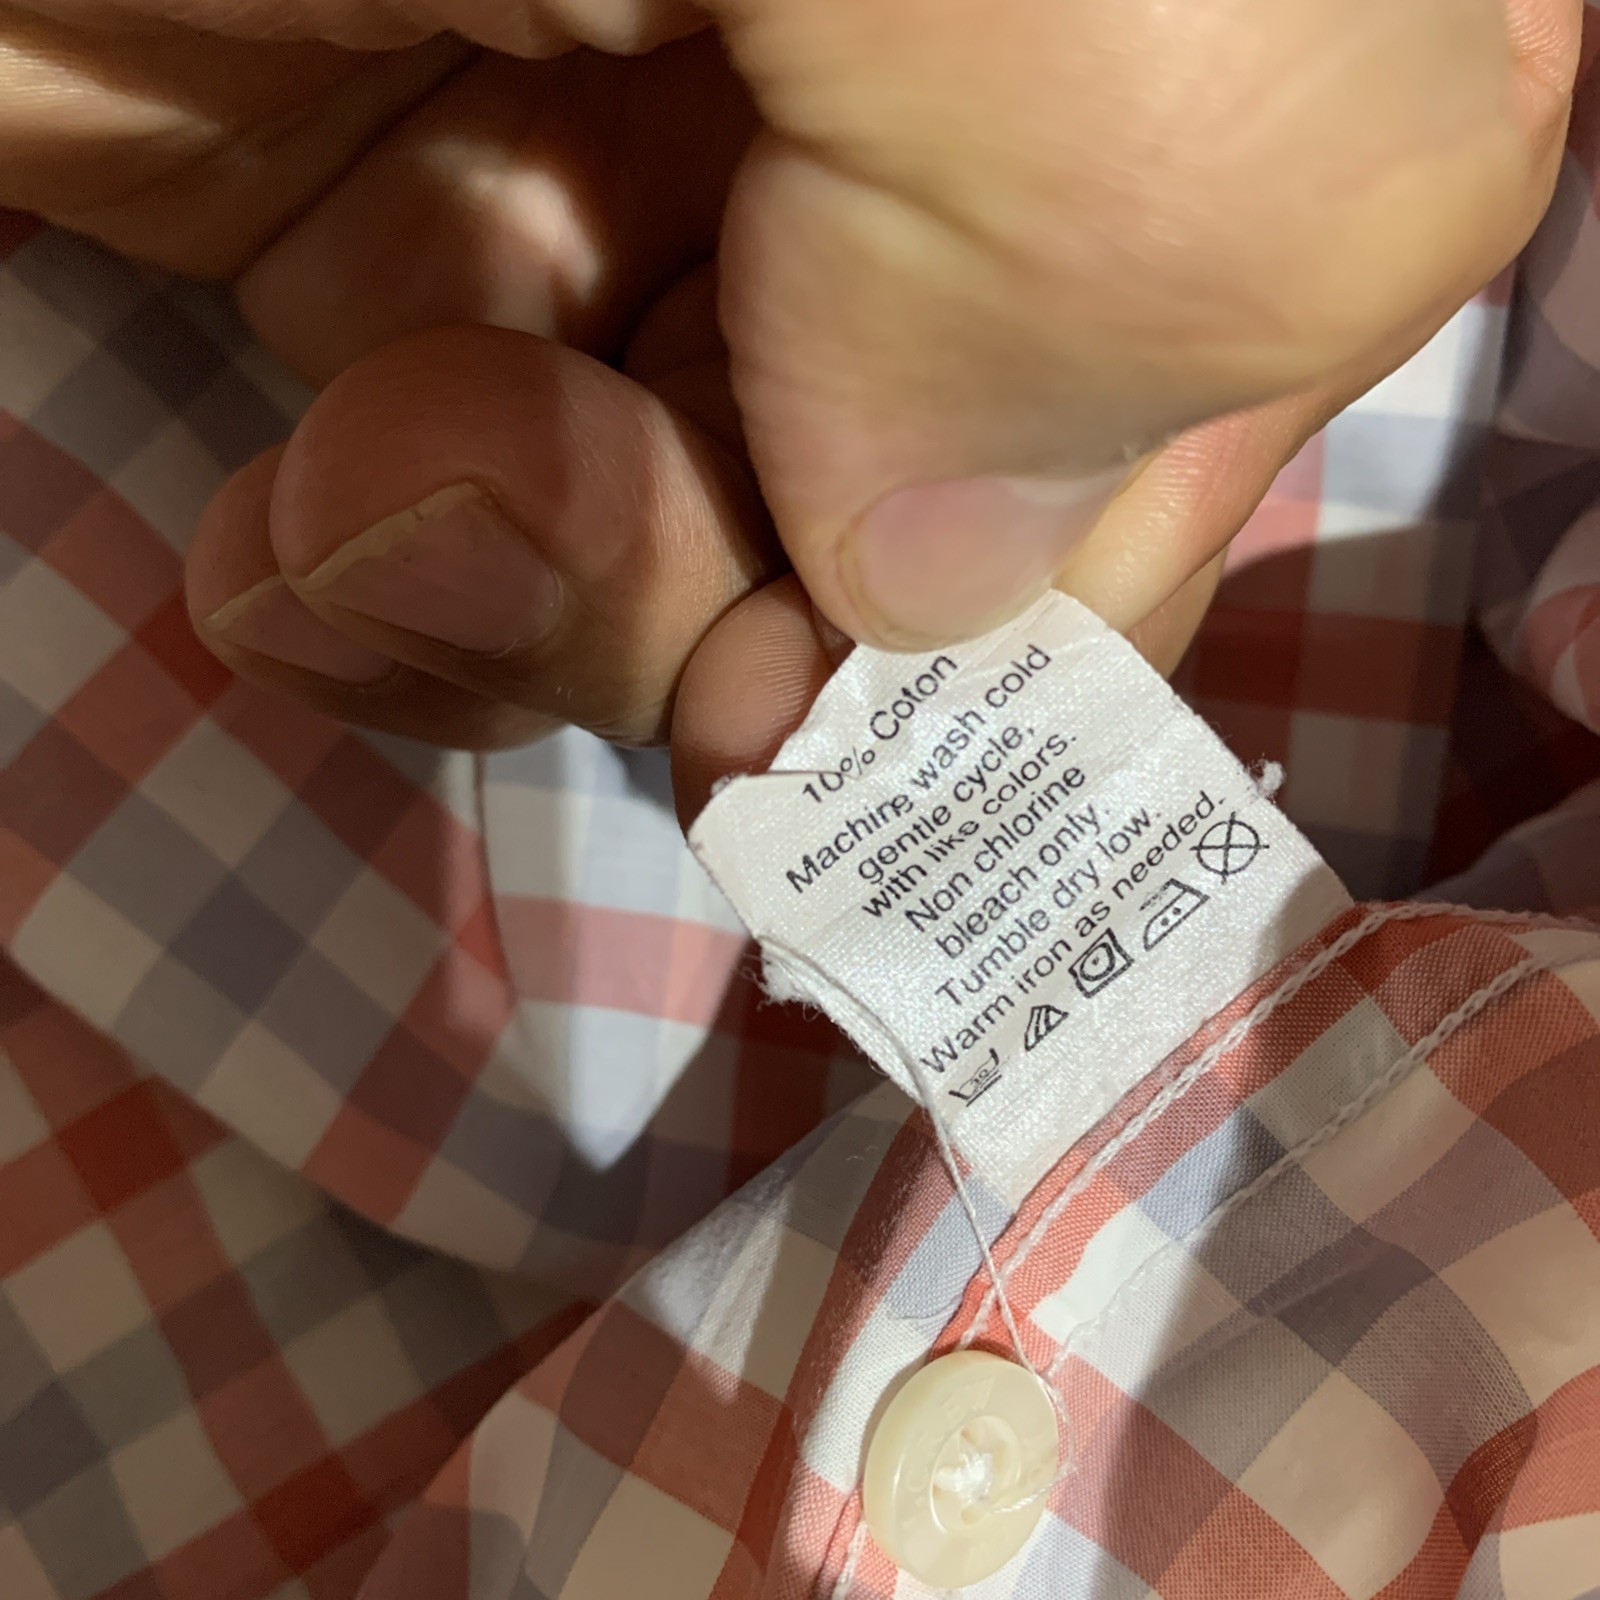 10% Coton
Machine wash cold
gentle cycle,
with like colors.
Non chlorine
bleach only.
Tumble dry low.
Warm iron as needed.